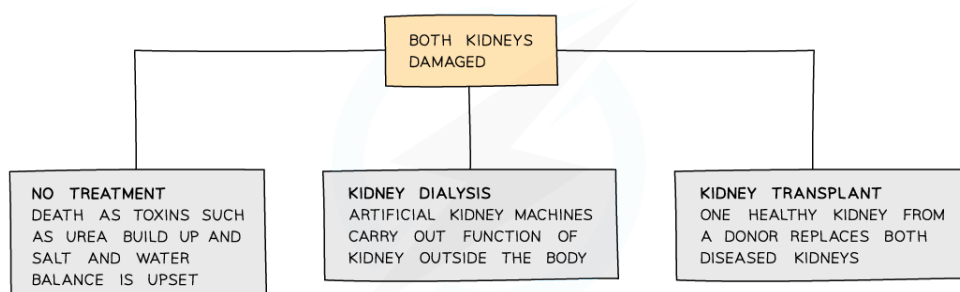 BOTH KIDNEYS
DAMAGED
NO TREATMENT
DEATH AS TOXINS SUCH
AS UREA BUILD UP AND
SALT AND WATER
BALANCE IS UPSET
KIDNEY DIALYSIS
ARTIFICIAL KIDNEY MACHINES
CARRY OUT FUNCTION OF
KIDNEY OUTSIDE THE BODY
KIDNEY TRANSPLANT
ONE HEALTHY KIDNEY FROM
A DONOR REPLACES BOTH
DISEASED KIDNEYS